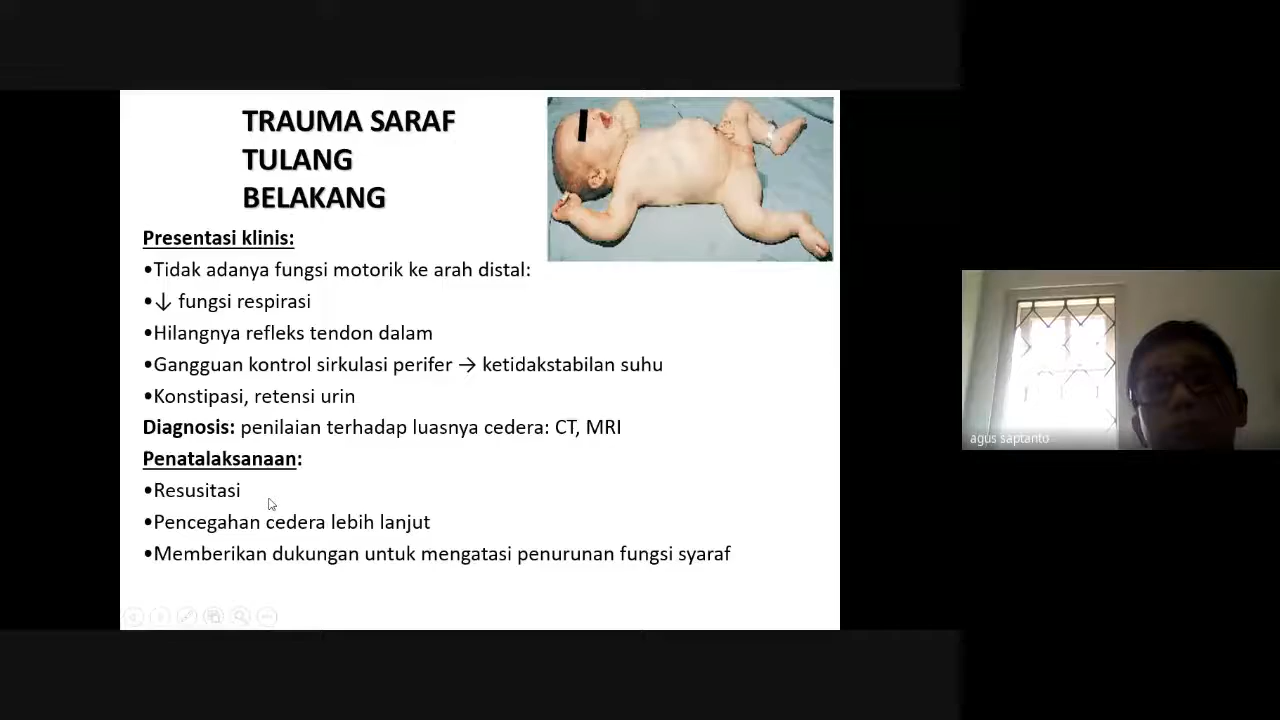 TRAUMA SARAF
TULANG
BELAKANG
Presentasi klinis:
•Tidak adanya fungsi motorik ke arah distal:
•↓ fungsi respirasi
•Hilangnya refleks tendon dalam
•Gangguan kontrol sirkulasi perifer → ketidakstabilan suhu
•Konstipasi, retensi urin
Diagnosis: penilaian terhadap luasnya cedera: CT, MRI
Penatalaksanaan:
•Resusitasi
•Pencegahan cedera lebih lanjut
•Memberikan dukungan untuk mengatasi penurunan fungsi syaraf
agus saptanto